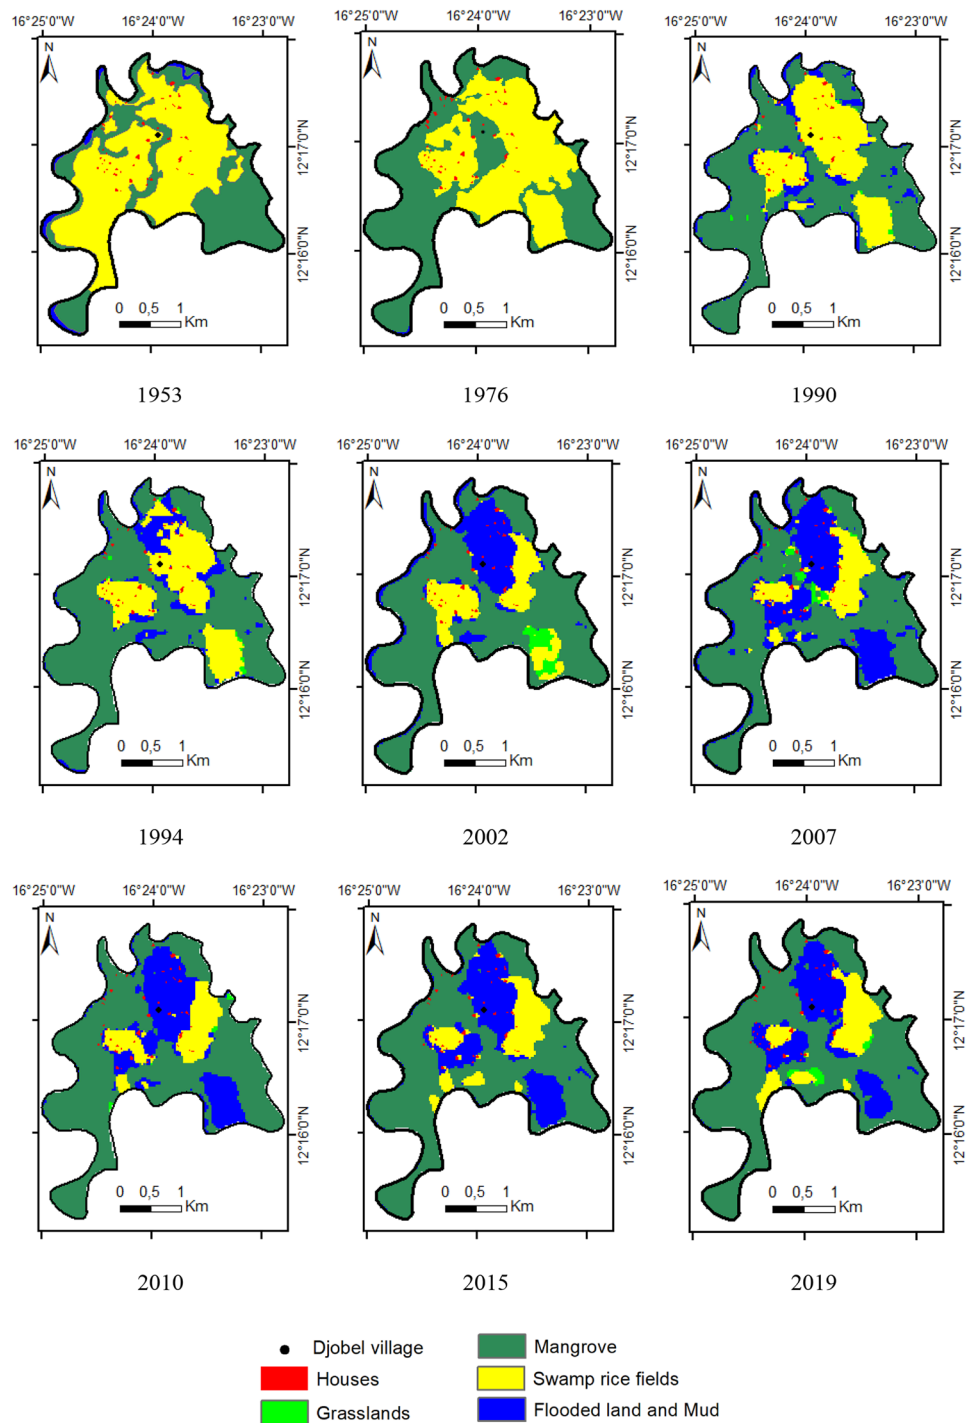 16°25'0"W 16°24'0"W 16°23'0"W
16°25'0"W 16°24'0"W 16°23'0"W
16°25'0"W 16°24'0"W 16°23'0"W
N
N
N
12°17'0"N
12°17'0"N
12°17'0"N
12°16'0"N
12°16'0"N
12°16'0"N
0 0,5 1
Km
0 0,5 1
Km
0 0,5 1
Km
1953
1976
1990
16°25'0"W 16°24'0"W 16°23'0"W
16°25'0"W 16°24'0"W 16°23'0"W
16°25'0"W 16°24'0"W 16°23'0"W
N
N
N
12°17'0"N
12°17'0"N
12°17'0"N
12°16'0"N
12°16'0"N
12°16'0"N
0 0,5 1
Km
0 0,5 1
Km
0 0,5 1
Km
1994
2002
2007
16°25'0"W 16°24'0"W 16°23'0"W
16°25'0"W 16°24'0"W 16°23'0"W
16°25'0"W 16°24'0"W 16°23'0"W
N
N
N
12°17'0"N
12°17'0"N
12°17'0"N
12°16'0"N
12°16'0"N
12°16'0"N
0 0,5 1
Km
0 0,5 1
Km
0 0,5 1
Km
2010
2015
2019
Djobel village
Mangrove
Houses
Swamp rice fields
Grasslands
Flooded land and Mud